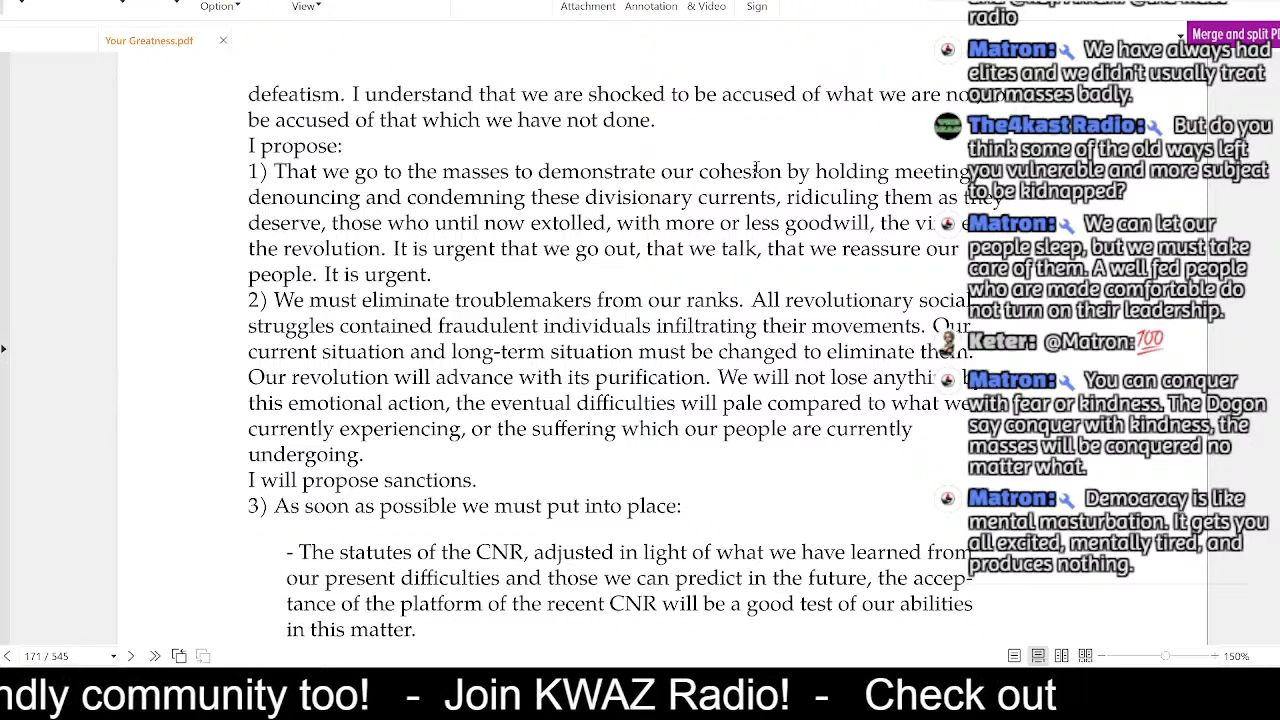 Option
View
Attachment
Annotation
& Video
Sign
Your Greatness.pdf
Merge and split
defeatism. I understand that we are shocked to be accused of what we are
be accused of that which we have not done.
I propose:
1) That we go to the masses to demonstrate our cohesion by holding meeting
denouncing and condemning these divisionary currents, ridiculing them as they
deserve, those who until now extolled, with more or less goodwill, the
the revolution. It is urgent that we go out, that we talk, that we reassure our
people. It is urgent.
2) We must eliminate troublemakers from our ranks. All revolutionary social
struggles contained fraudulent individuals infiltrating their movements. Our
current situation and long-term situation must be changed to eliminate them.
Our revolution will advance with its purification. We will not lose
this emotional action, the eventual difficulties will pale compared to what we
currently experiencing, or the suffering which our people are currently
undergoing.
I will propose sanctions.
3) As soon as possible we must put into place:
- The statutes of the CNR, adjusted in light of what we have learned from
our present difficulties and those we can predict in the future, the accep-
tance of the platform of the recent CNR will be a good test of our abilities
in this matter.
radio
Matron: We have always had
elites and we didn't usually treat
our masses badly.
The4kast Radio: But do you
think some of the old ways left
you vulnerable and more subject
to be kidnapped?
Matron: We can let our
people sleep, but we must take
care of them. A well fed people
who are made comfortable do
not turn on their leadership.
Keter: @Matron:💯
Matron: You can conquer
with fear or kindness. The Dogon
say conquer with kindness, the
masses will be conquered no
matter what.
Matron: Democracy is like
mental masturbation. It gets you
all excited, mentally tired, and
produces nothing.
171 / 545
150%
ndly community too! - Join KWAZ Radio! - Check out